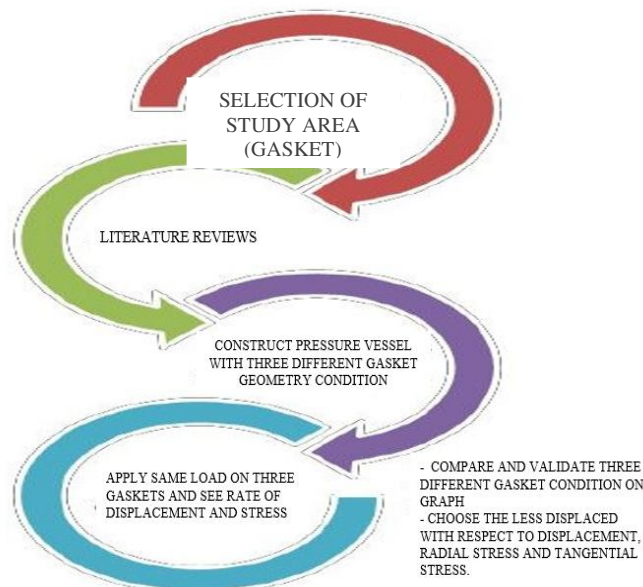 SELECTION OF
STUDY AREA
(GASKET)
LITERATURE REVIEWS
CONSTRUCT PRESSURE VESSEL
WITH THREE DIFFERENT GASKET
GEOMETRY CONDITION
APPLY SAME LOAD ON THREE
GASKETS AND SEE RATE OF
DISPLACEMENT AND STRESS
- COMPARE AND VALIDATE THREE
DIFFERENT GASKET CONDITION ON
GRAPH
- CHOOSE THE LESS DISPLACED
WITH RESPECT TO DISPLACEMENT,
RADIAL STRESS AND TANGENTIAL
STRESS.